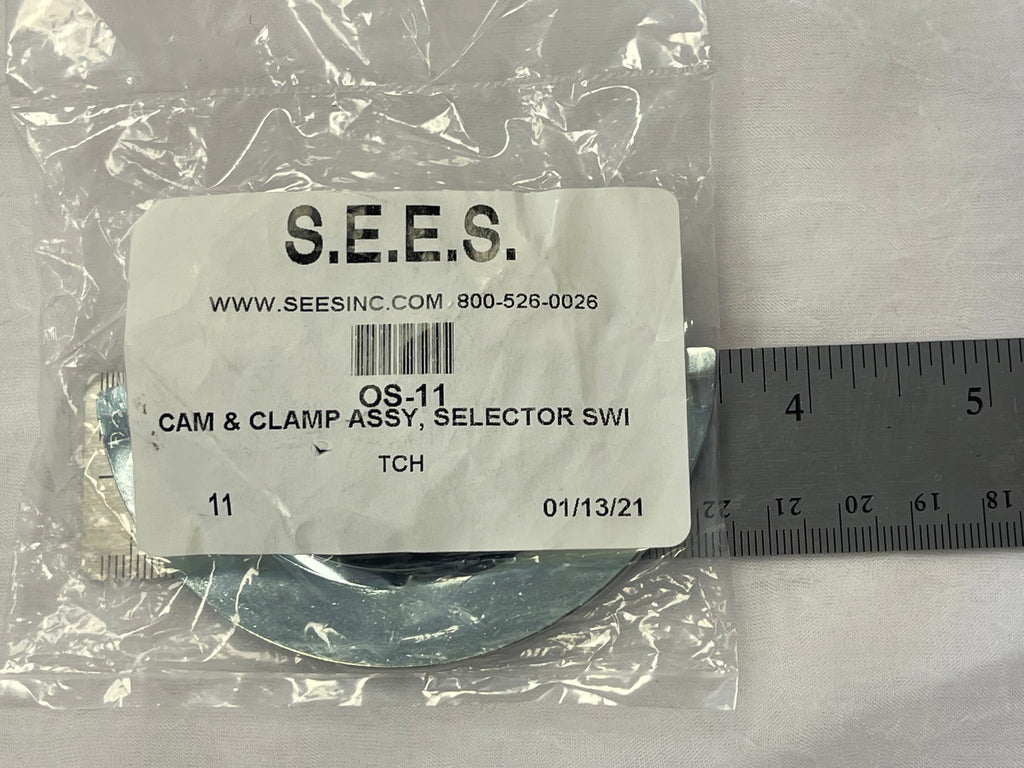 S.E.E.S.
WWW.SEESINC.COM 800-526-0026
OS-11
CAM & CLAMP ASSY, SELECTOR SWI
TCH
11 01/13/21
4 5
22 21 20 19 18